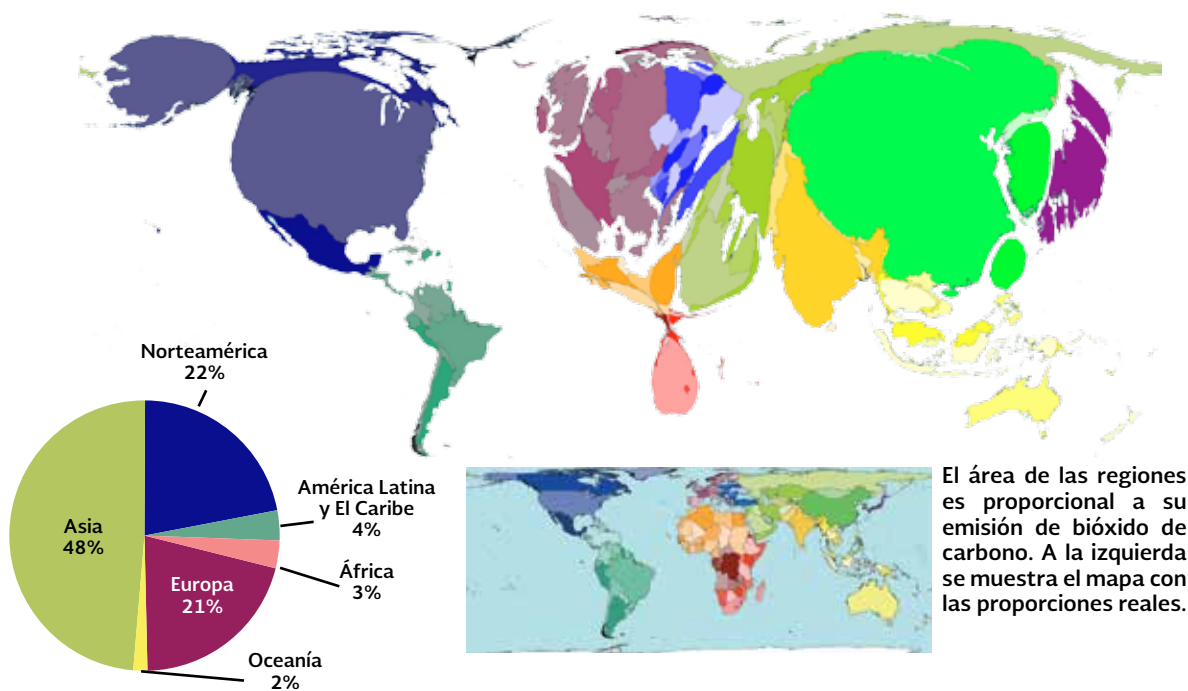 Norteamérica
22%
América Latina
y El Caribe
4%
Asia
48%
África
3%
Europa
21%
Oceanía
2%
El área de las regiones
es proporcional a su
emisión de bióxido de
carbono. A la izquierda
se muestra el mapa con
las proporciones reales.